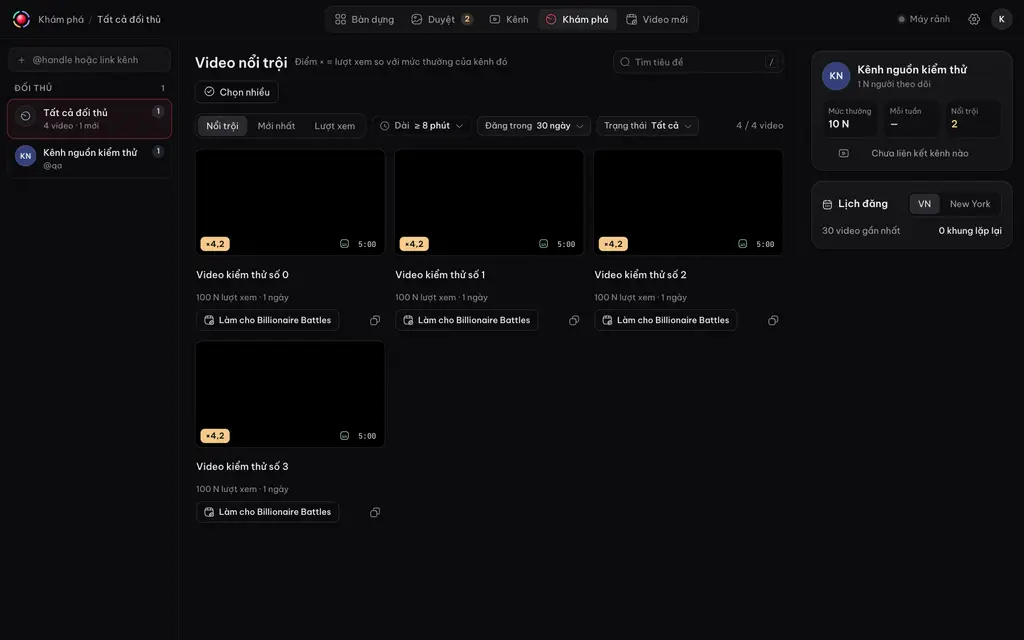 Khám phá / Tất cả đối thủ
Bàn dựng
Duyệt 2
Kênh
Khám phá
Video mới
Máy rảnh
K
+ @handle hoặc link kênh
ĐỐI THỦ 1
Tất cả đối thủ 1
4 video · 1 mới
KN Kênh nguồn kiểm thử 1
@qa
Video nổi trội Điểm × = lượt xem so với mức thường của kênh đó
Tìm tiêu đề /
Chọn nhiều
Nổi trội Mới nhất Lượt xem
Dài ≥ 8 phút
Đăng trong 30 ngày
Trạng thái Tất cả
4 / 4 video
×4,2 5:00
×4,2 5:00
×4,2 5:00
Video kiểm thử số 0
Video kiểm thử số 1
Video kiểm thử số 2
100 N lượt xem · 1 ngày
100 N lượt xem · 1 ngày
100 N lượt xem · 1 ngày
Làm cho Billionaire Battles
Làm cho Billionaire Battles
Làm cho Billionaire Battles
×4,2 5:00
Video kiểm thử số 3
100 N lượt xem · 1 ngày
Làm cho Billionaire Battles
KN Kênh nguồn kiểm thử
1 N người theo dõi
Mức thường Mỗi tuần Nổi trội
10 N – 2
Chưa liên kết kênh nào
Lịch đăng VN New York
30 video gần nhất 0 khung lặp lại